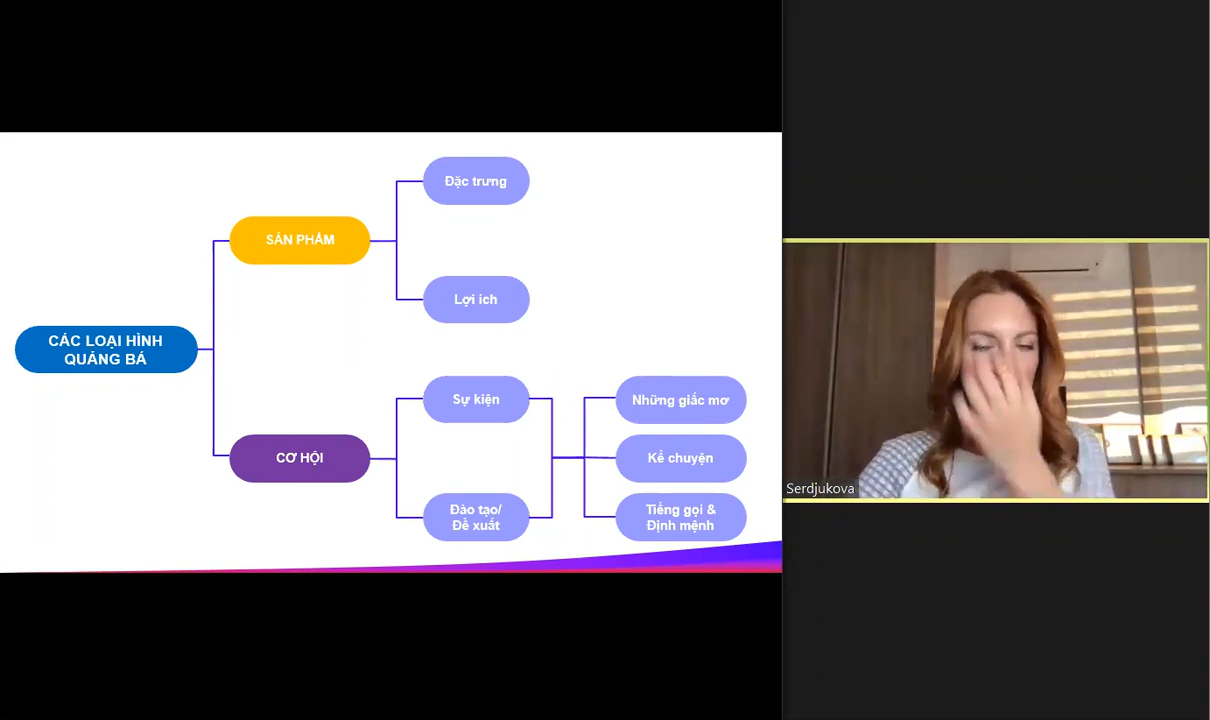 CÁC LOẠI HÌNH
QUẢNG BÁ
SẢN PHẨM
Đặc trưng
Lợi ích
CƠ HỘI
Sự kiện
Đào tạo/
Đề xuất
Những giấc mơ
Kể chuyện
Tiếng gọi &
Định mệnh
Serdjukova